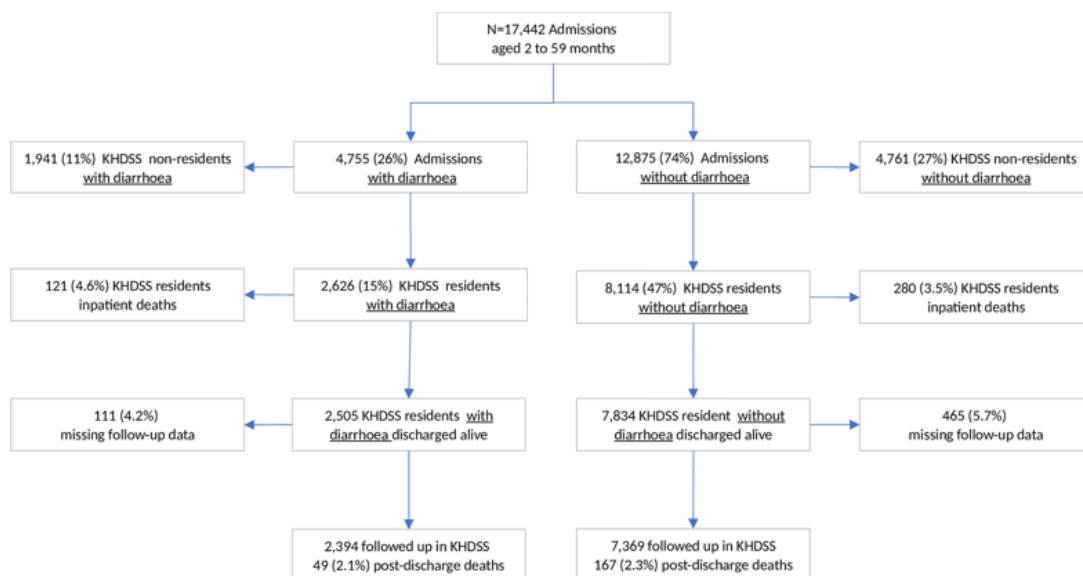 N=17,442 Admissions
aged 2 to 59 months
1,941 (11%) KHDSS non-residents
with diarrhoea
4,755 (26%) Admissions
with diarrhoea
12,875 (74%) Admissions
without diarrhoea
4,761 (27%) KHDSS non-residents
without diarrhoea
121 (4.6%) KHDSS residents
inpatient deaths
2,626 (15%) KHDSS residents
with diarrhoea
8,114 (47%) KHDSS residents
without diarrhoea
280 (3.5%) KHDSS residents
inpatient deaths
111 (4.2%)
missing follow-up data
2,505 KHDSS residents with
diarrhoea discharged alive
7,834 KHDSS resident without
diarrhoea discharged alive
465 (5.7%)
missing follow-up data
2,394 followed up in KHDSS
49 (2.1%) post-discharge deaths
7,369 followed up in KHDSS
167 (2.3%) post-discharge deaths